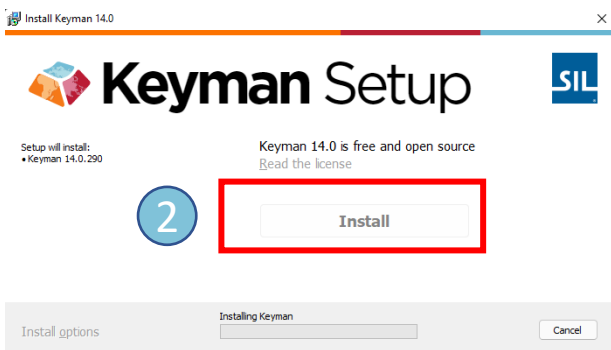 Install Keyman 14.0
Keyman Setup
SIL
Setup will install:
• Keyman 14.0.290
Keyman 14.0 is free and open source
Read the license
2
Install
Installing Keyman
Install options
Cancel